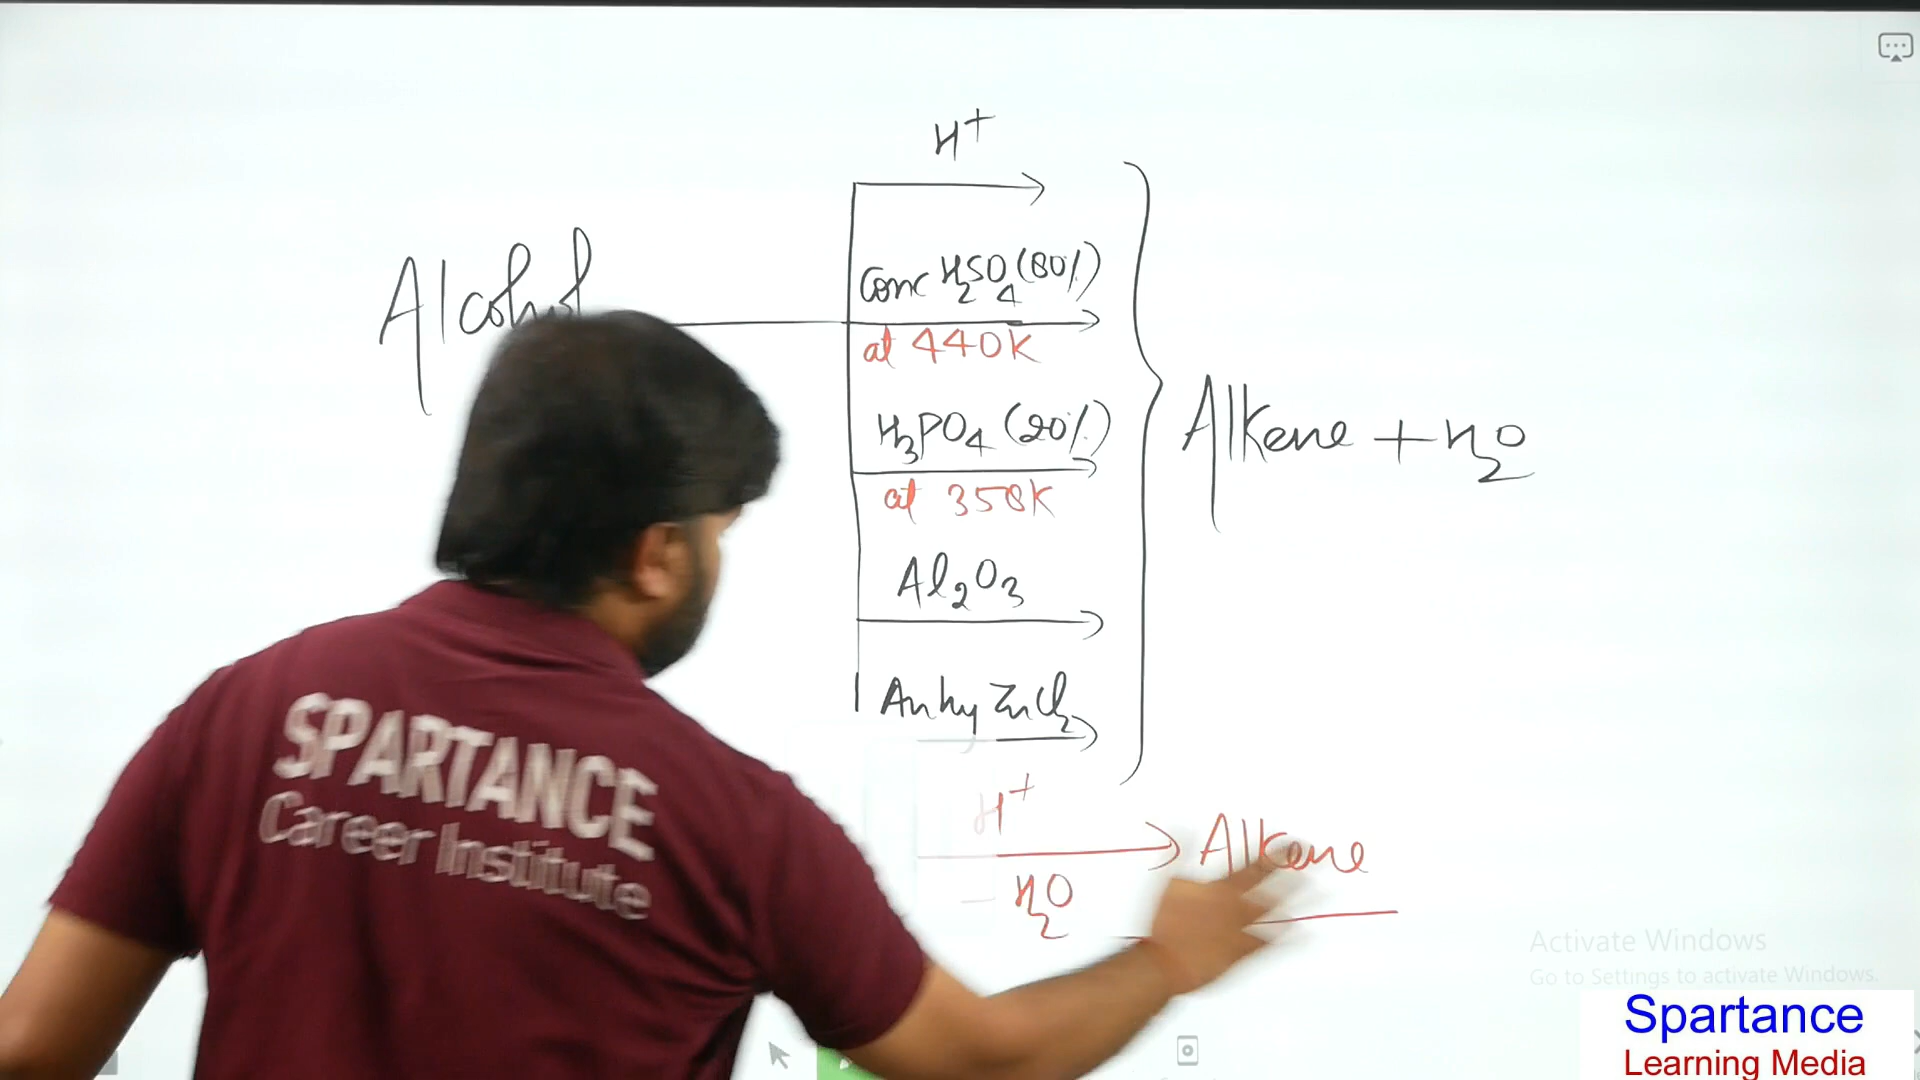 H⁺
Alcohol
Conc H₂SO₄ (80%)
at 440K
H₃PO₄ (20%)
at 358K
Alkene + H₂O
Al₂O₃
Anhy ZnCl₂
H⁺
Alkene
H₂O
SPARTANCE
Career Institute
Activate Windows
Go to Settings to activate Windows.
Spartance
Learning Media